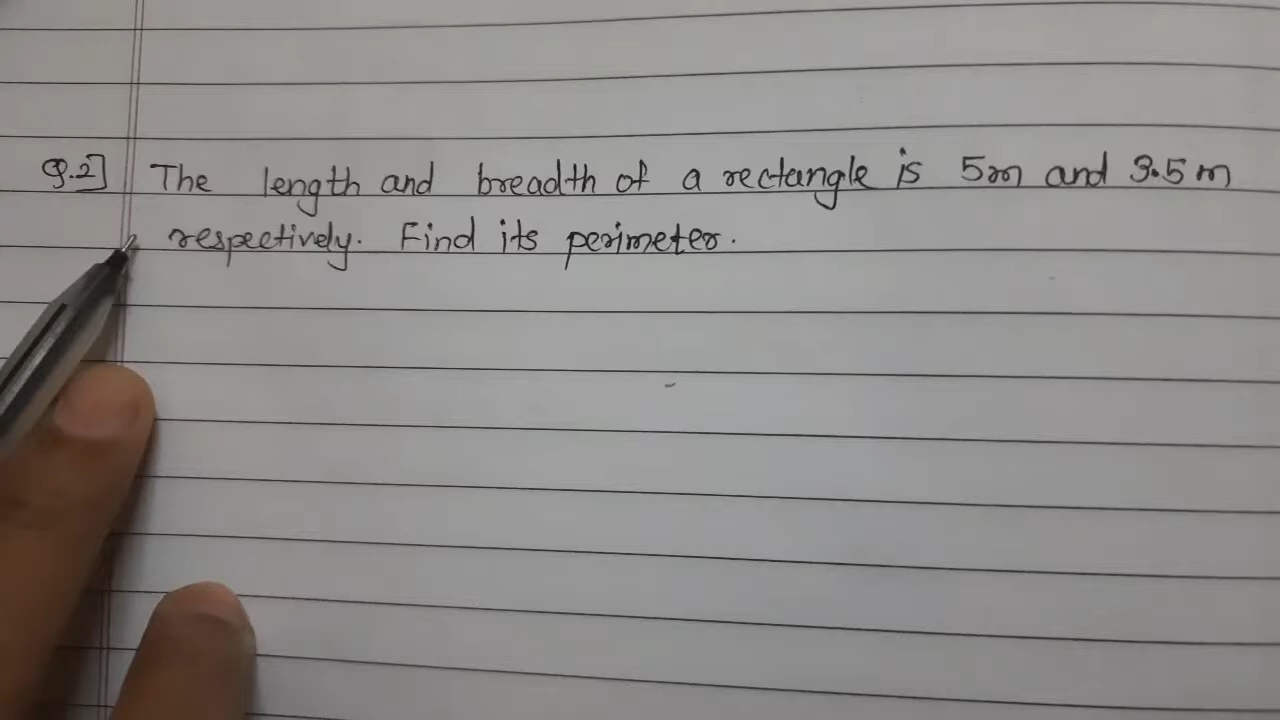 Q.2] The length and breadth of a rectangle is 5m and 3.5m
respectively. Find its perimeter.